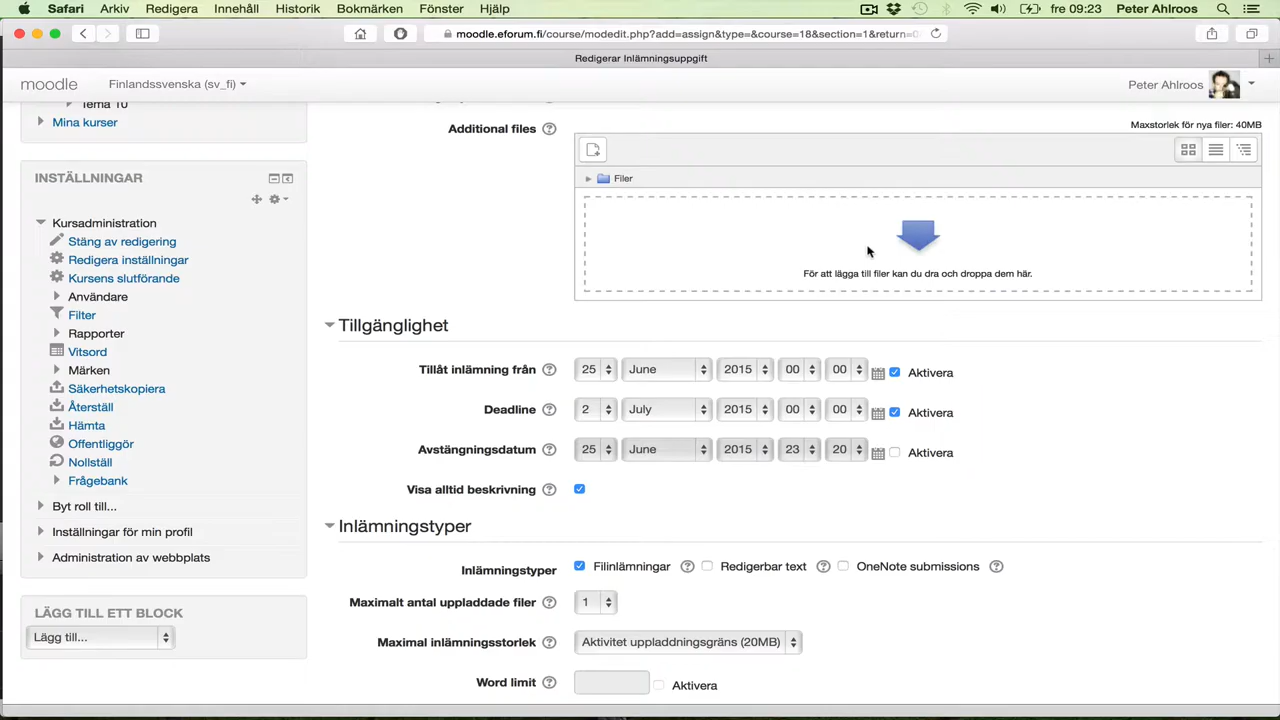 Safari Arkiv Redigera Innehåll Historik Bokmärken Fönster Hjälp fre 09:23 Peter Ahlroos
moodle.eforum.fi/course/modedit.php?add=assign&type=&course=18&section=1&return=0
Redigerar Inlämningsuppgift
moodle Finlandssvenska (sv_fi) Peter Ahlroos
Tema 10
Mina kurser
INSTÄLLNINGAR
Kursadministration
Stäng av redigering
Redigera inställningar
Kursens slutförande
Användare
Filter
Rapporter
Vitsord
Märken
Säkerhetskopiera
Återställ
Hämta
Offentliggör
Nollställ
Frågebank
Byt roll till...
Inställningar för min profil
Administration av webbplats
LÄGG TILL ETT BLOCK
Lägg till...
Additional files
Maxstorlek för nya filer: 40MB
Filer
För att lägga till filer kan du dra och droppa dem här.
Tillgänglighet
Tillåt inlämning från 25 June 2015 00 00 Aktivera
Deadline 2 July 2015 00 00 Aktivera
Avstängningsdatum 25 June 2015 23 20 Aktivera
Visa alltid beskrivning
Inlämningstyper
Inlämningstyper Filinlämningar Redigerbar text OneNote submissions
Maximalt antal uppladdade filer 1
Maximal inlämningsstorlek Aktivitet uppladdningsgräns (20MB)
Word limit Aktivera